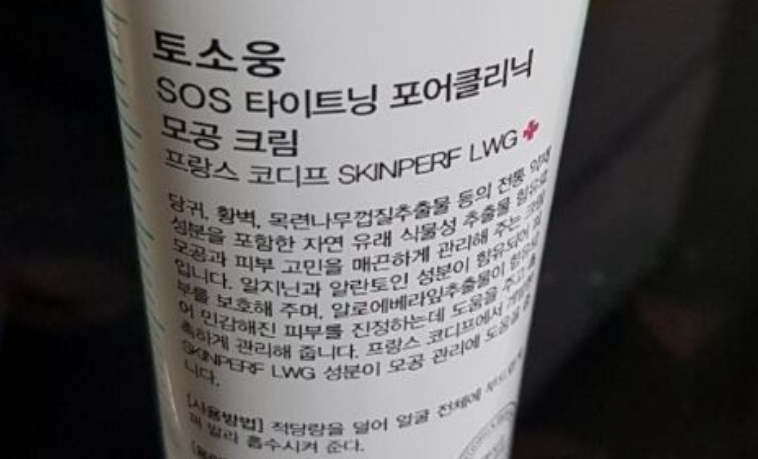 토소웅
SOS 타이트닝 포어클리닉
모공 크림
프랑스 코디프 SKINPERF LWG
당귀, 황벽, 목련나무껍질추출물 등의 전통
성분을 포함한 자연 유래 식물성 추출물
모공과 피부 고민을 매끈하게 관리해 주는
입니다. 알지닌과 알란토인 성분이 함유되어
부를 보호해 주며, 알로에베라잎추출물이
어 민감해진 피부를 진정하는데 도움을 주고
촉하게 관리해 줍니다. 프랑스 코디프에서
SKINPERF LWG 성분이 모공 관리에 도움을
니다.
[사용방법] 적당량을 덜어 얼굴 전체에
펴 발라 흡수시켜 준다.